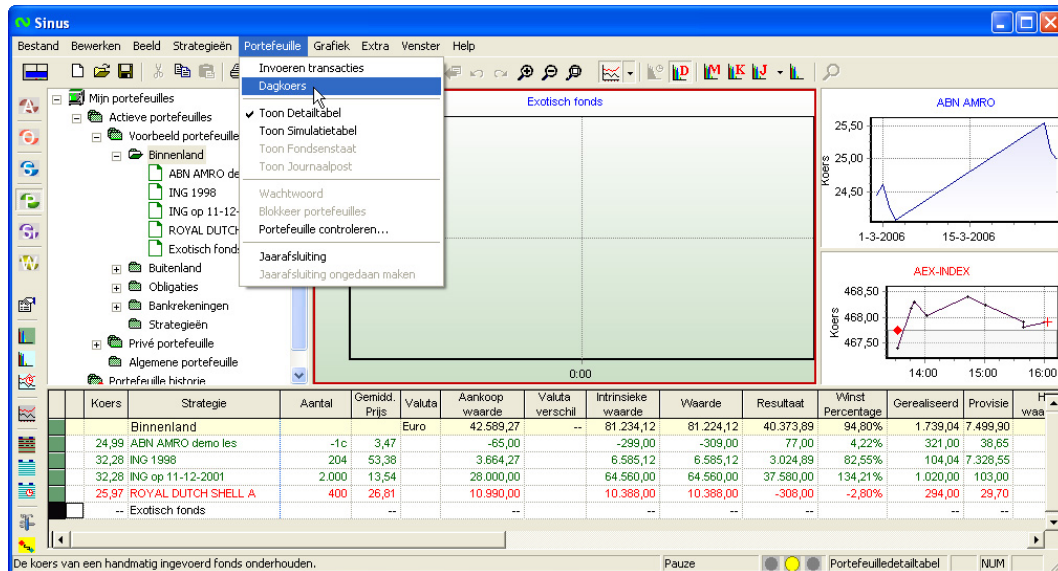 Sinus
Bestand Bewerken Beeld Strategieën Portefeuille Grafiek Extra Venster Help
Invoeren transacties
Dagkoers
Toon Detailtabel
Toon Simulatietabel
Toon Fondsenstaat
Toon Journaalpost
Wachtwoord
Blokkeer portefeuilles
Portefeuille controleren...
Jaarafsluiting
Jaarafsluiting ongedaan maken
Mijn portefeuilles
Actieve portefeuilles
Voorbeeld portefeuille
Binnenland
ABN AMRO de
ING 1998
ING op 11-12-
ROYAL DUTCH
Exotisch fonds
Buitenland
Obligaties
Bankrekeningen
Strategieën
Privé portefeuille
Algemene portefeuille
Portefeuille historie
Exotisch fonds
0:00
ABN AMRO
Koers
25,50
25,00
24,50
1-3-2006 15-3-2006
AEX-INDEX
Koers
468,50
468,00
467,50
14:00 15:00 16:00
Koers Strategie Aantal Gemidd. Prijs Valuta Aankoop waarde Valuta verschil Intrinsieke waarde Waarde Resultaat Winst Percentage Gerealiseerd Provisie
Binnenland Euro 42.589,27 -- 81.234,12 81.224,12 40.373,89 94,80% 1.739,04 7.499,90
24,99 ABN AMRO demo les -1c 3,47 -65,00 -299,00 -309,00 77,00 4,22% 321,00 38,65
32,28 ING 1998 204 53,38 3.664,27 6.585,12 6.585,12 3.024,89 82,55% 104,04 7.328,55
32,28 ING op 11-12-2001 2.000 13,54 28.000,00 64.560,00 64.560,00 37.580,00 134,21% 1.020,00 103,00
25,97 ROYAL DUTCH SHELL A 400 26,81 10.990,00 10.388,00 10.388,00 -308,00 -2,80% 294,00 29,70
-- Exotisch fonds -- -- -- -- -- -- --
De koers van een handmatig ingevoerd fonds onderhouden. Pauze Portefeuilledetailtabel NUM